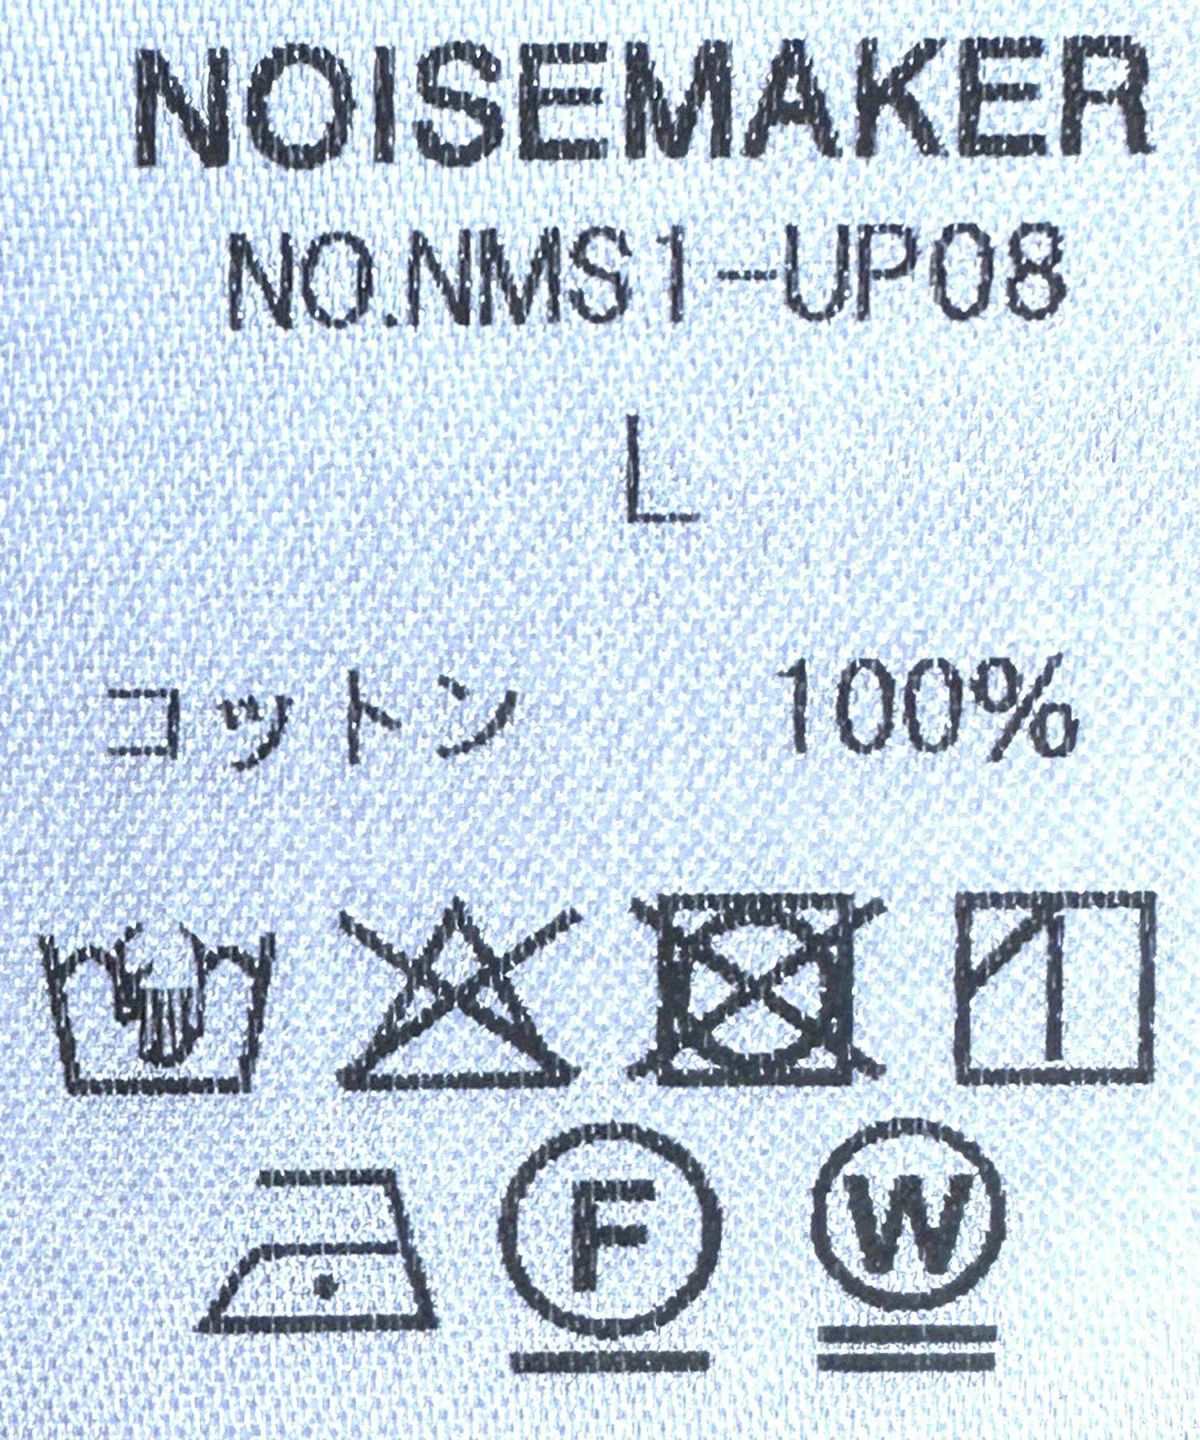 NOISEMAKER
NO.NMS1-UP08
L
コットン 100%
F
W